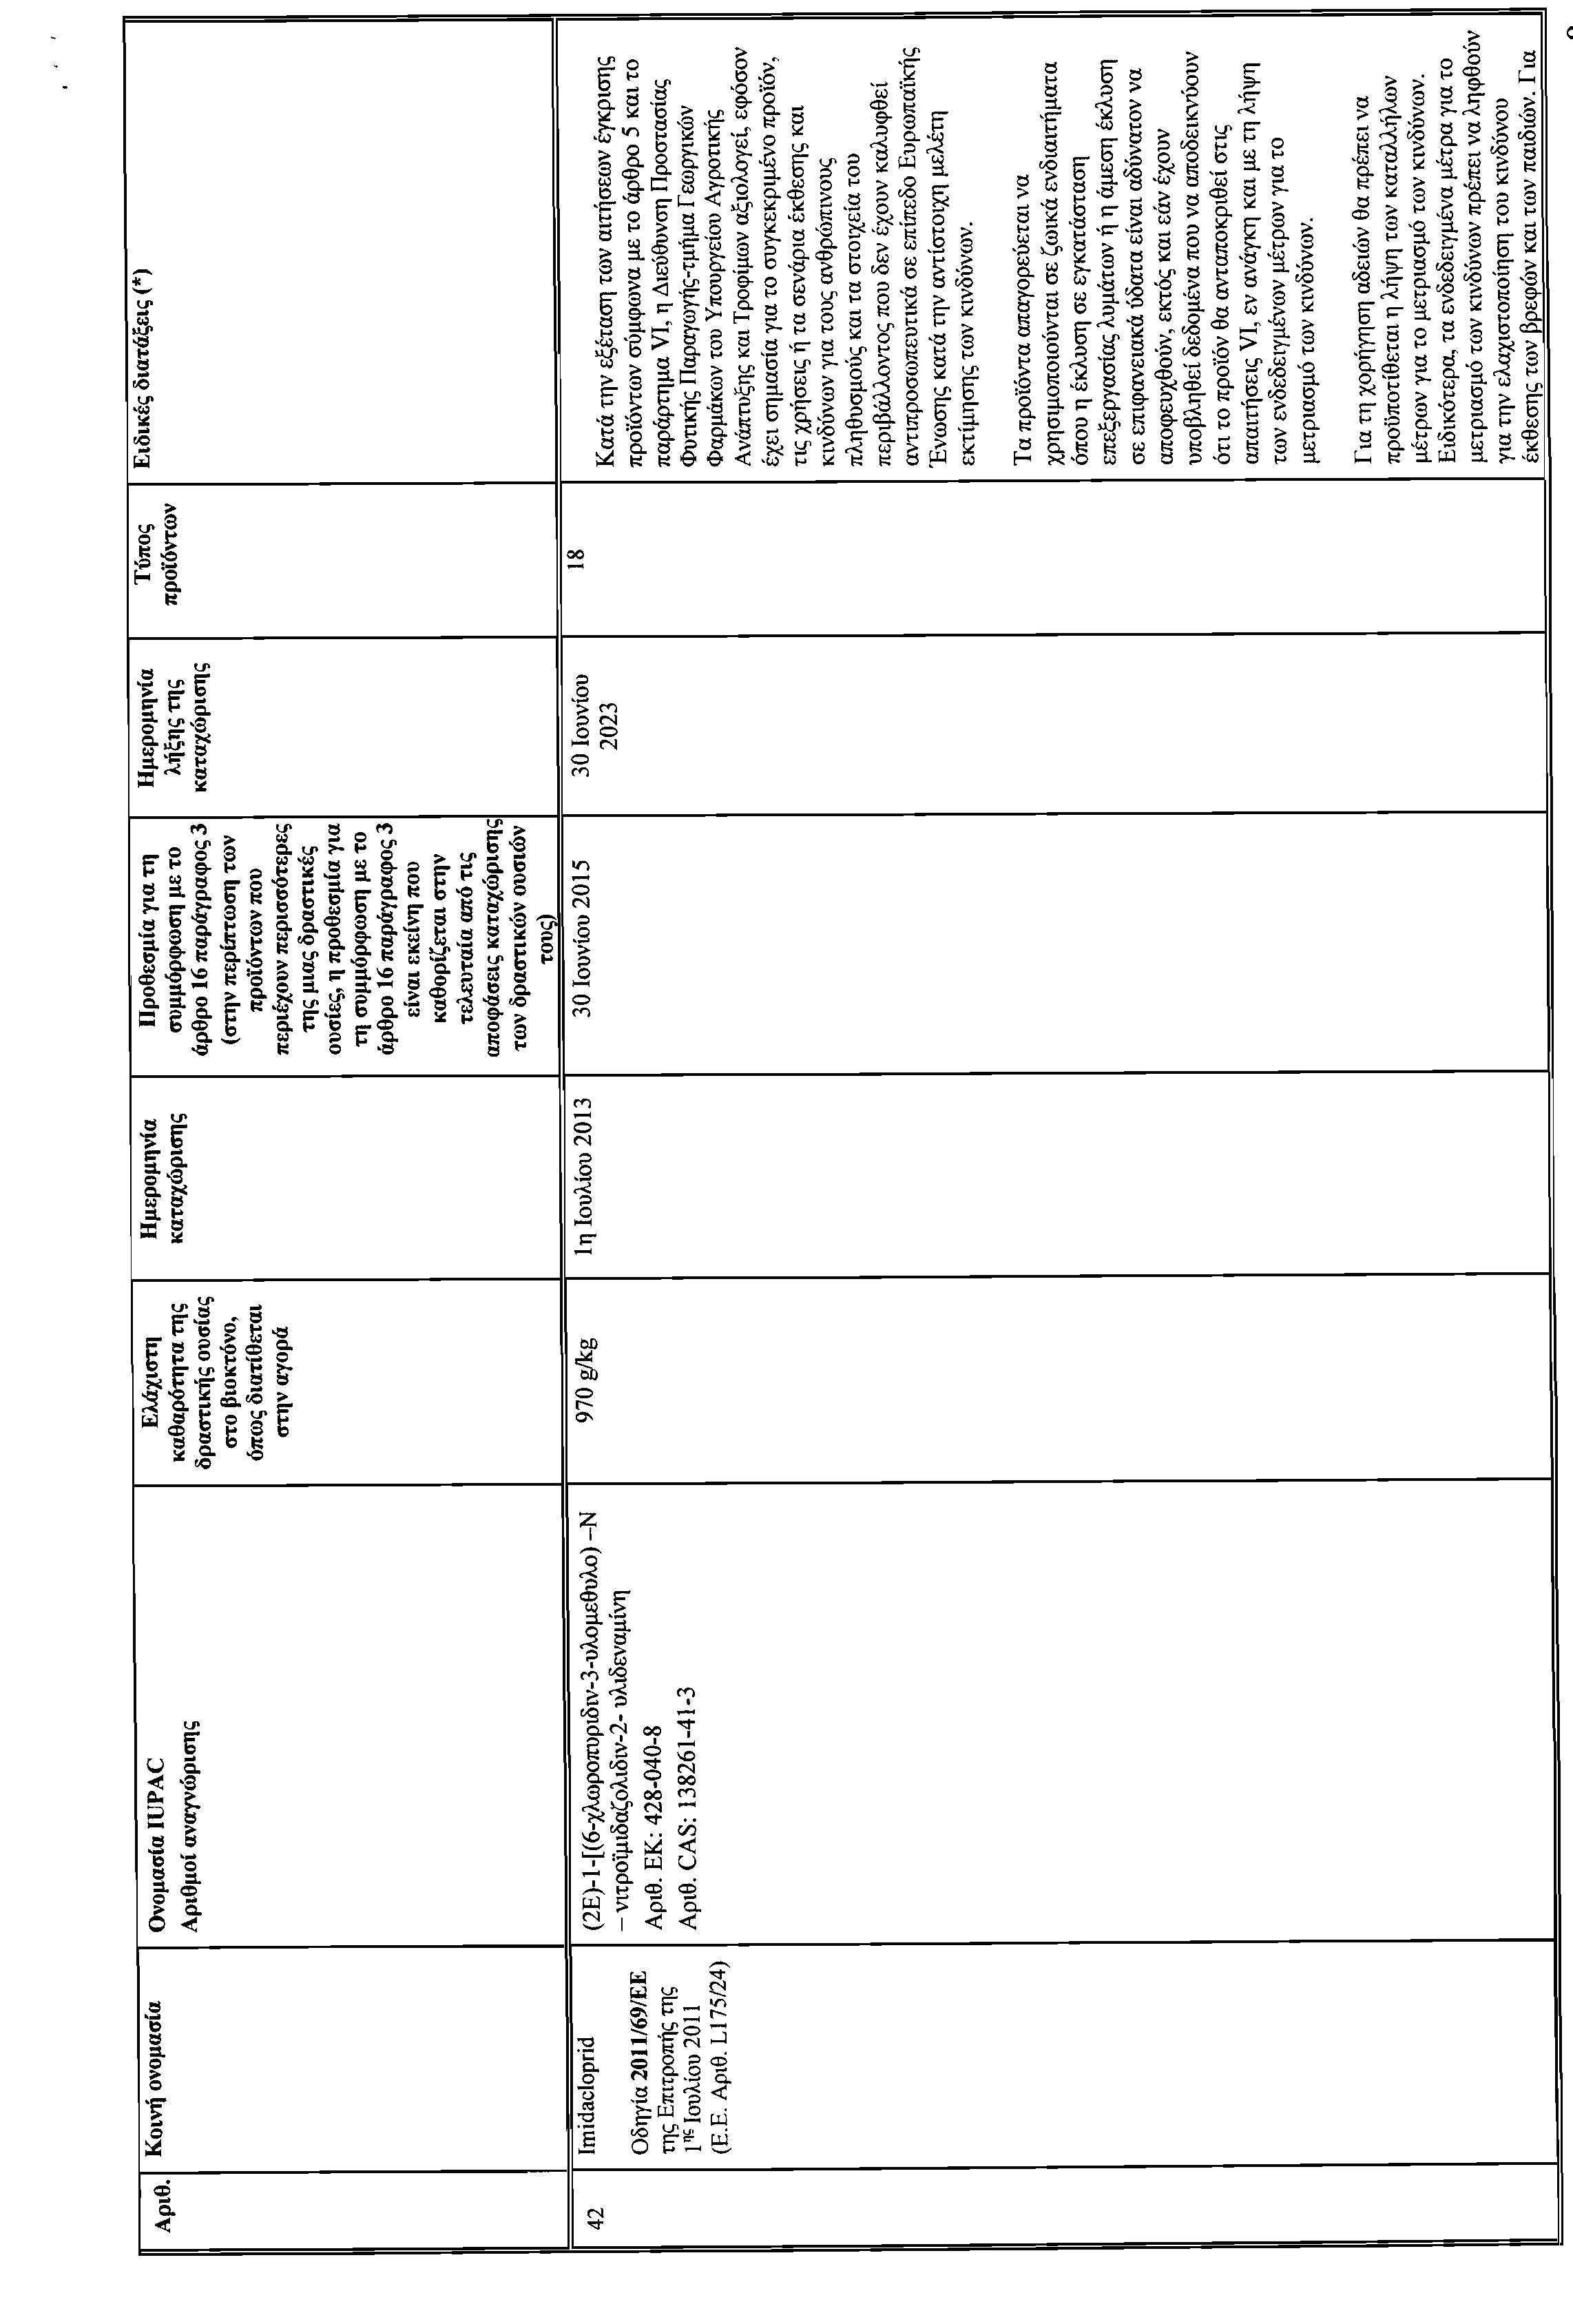 Αριθ.
Κοινή ονομασία
Ονομασία IUPAC
Αριθμοί αναγνώρισης
Ελάχιστη
καθαρότητα της
δραστικής ουσίας
στο βιοκτόνο,
όπως διατίθεται
στην αγορά
Ημερομηνία
καταχώρισης
Προθεσμία για τη
συμμόρφωση με το
άρθρο 16 παράγραφος 3
(στην περίπτωση των
προϊόντων που
περιέχουν περισσότερες
της μιας δραστικές
ουσίες, η προθεσμία για
τη συμμόρφωση με το
άρθρο 16 παράγραφος 3
είναι εκείνη που
καθορίζεται στην
τελευταία από τις
αποφάσεις καταχώρισης
των δραστικών ουσιών
τους)
Ημερομηνία
λήξης της
καταχώρισης
Τύπος
προϊόντων
Ειδικές διατάξεις (*)
42
Imidacloprid
Οδηγία 2011/69/ΕΕ
της Επιτροπής της
1ης Ιουλίου 2011
(Ε.Ε. Αριθ. L175/24)
(2E)-1-[(6-χλωροπυριδιν-3-υλομεθυλο) –N
– νιτροϊμιδαζολιδιν-2- υλιδεναμίνη
Αριθ. ΕΚ: 428-040-8
Αριθ. CAS: 138261-41-3
970 g/kg
1η Ιουλίου 2013
30 Ιουνίου 2015
30 Ιουνίου
2023
18
Κατά την εξέταση των αιτήσεων έγκρισης
προϊόντων σύμφωνα με το άρθρο 5 και το
παράρτημα VI, η Διεύθυνση Προστασίας
Φυτικής Παραγωγής-τμήμα Γεωργικών
Φαρμάκων του Υπουργείου Αγροτικής
Ανάπτυξης και Τροφίμων αξιολογεί, εφόσον
έχει σημασία για το συγκεκριμένο προϊόν,
τις χρήσεις ή τα σενάρια έκθεσης και
κινδύνων για τους ανθρώπινους
πληθυσμούς και τα στοιχεία του
περιβάλλοντος που δεν έχουν καλυφθεί
αντιπροσωπευτικά σε επίπεδο Ευρωπαϊκής
Ένωσης κατά την αντίστοιχη μελέτη
εκτίμησης των κινδύνων.
Τα προϊόντα απαγορεύεται να
χρησιμοποιούνται σε ζωικά ενδιαιτήματα
όπου η έκλυση σε εγκατάσταση
επεξεργασίας λυμάτων ή η άμεση έκλυση
σε επιφανειακά ύδατα είναι αδύνατον να
αποφευχθούν, εκτός και εάν έχουν
υποβληθεί δεδομένα που να αποδεικνύουν
ότι το προϊόν θα ανταποκριθεί στις
απαιτήσεις VI, εν ανάγκη και με τη λήψη
των ενδεδειγμένων μέτρων για το
μετριασμό των κινδύνων.
Για τη χορήγηση αδειών θα πρέπει να
προϋποτίθεται η λήψη των καταλλήλων
μέτρων για το μετριασμό των κινδύνων.
Ειδικότερα, τα ενδεδειγμένα μέτρα για το
μετριασμό των κινδύνων πρέπει να ληφθούν
για την ελαχιστοποίηση του κινδύνου
έκθεσης των βρεφών και των παιδιών. Για